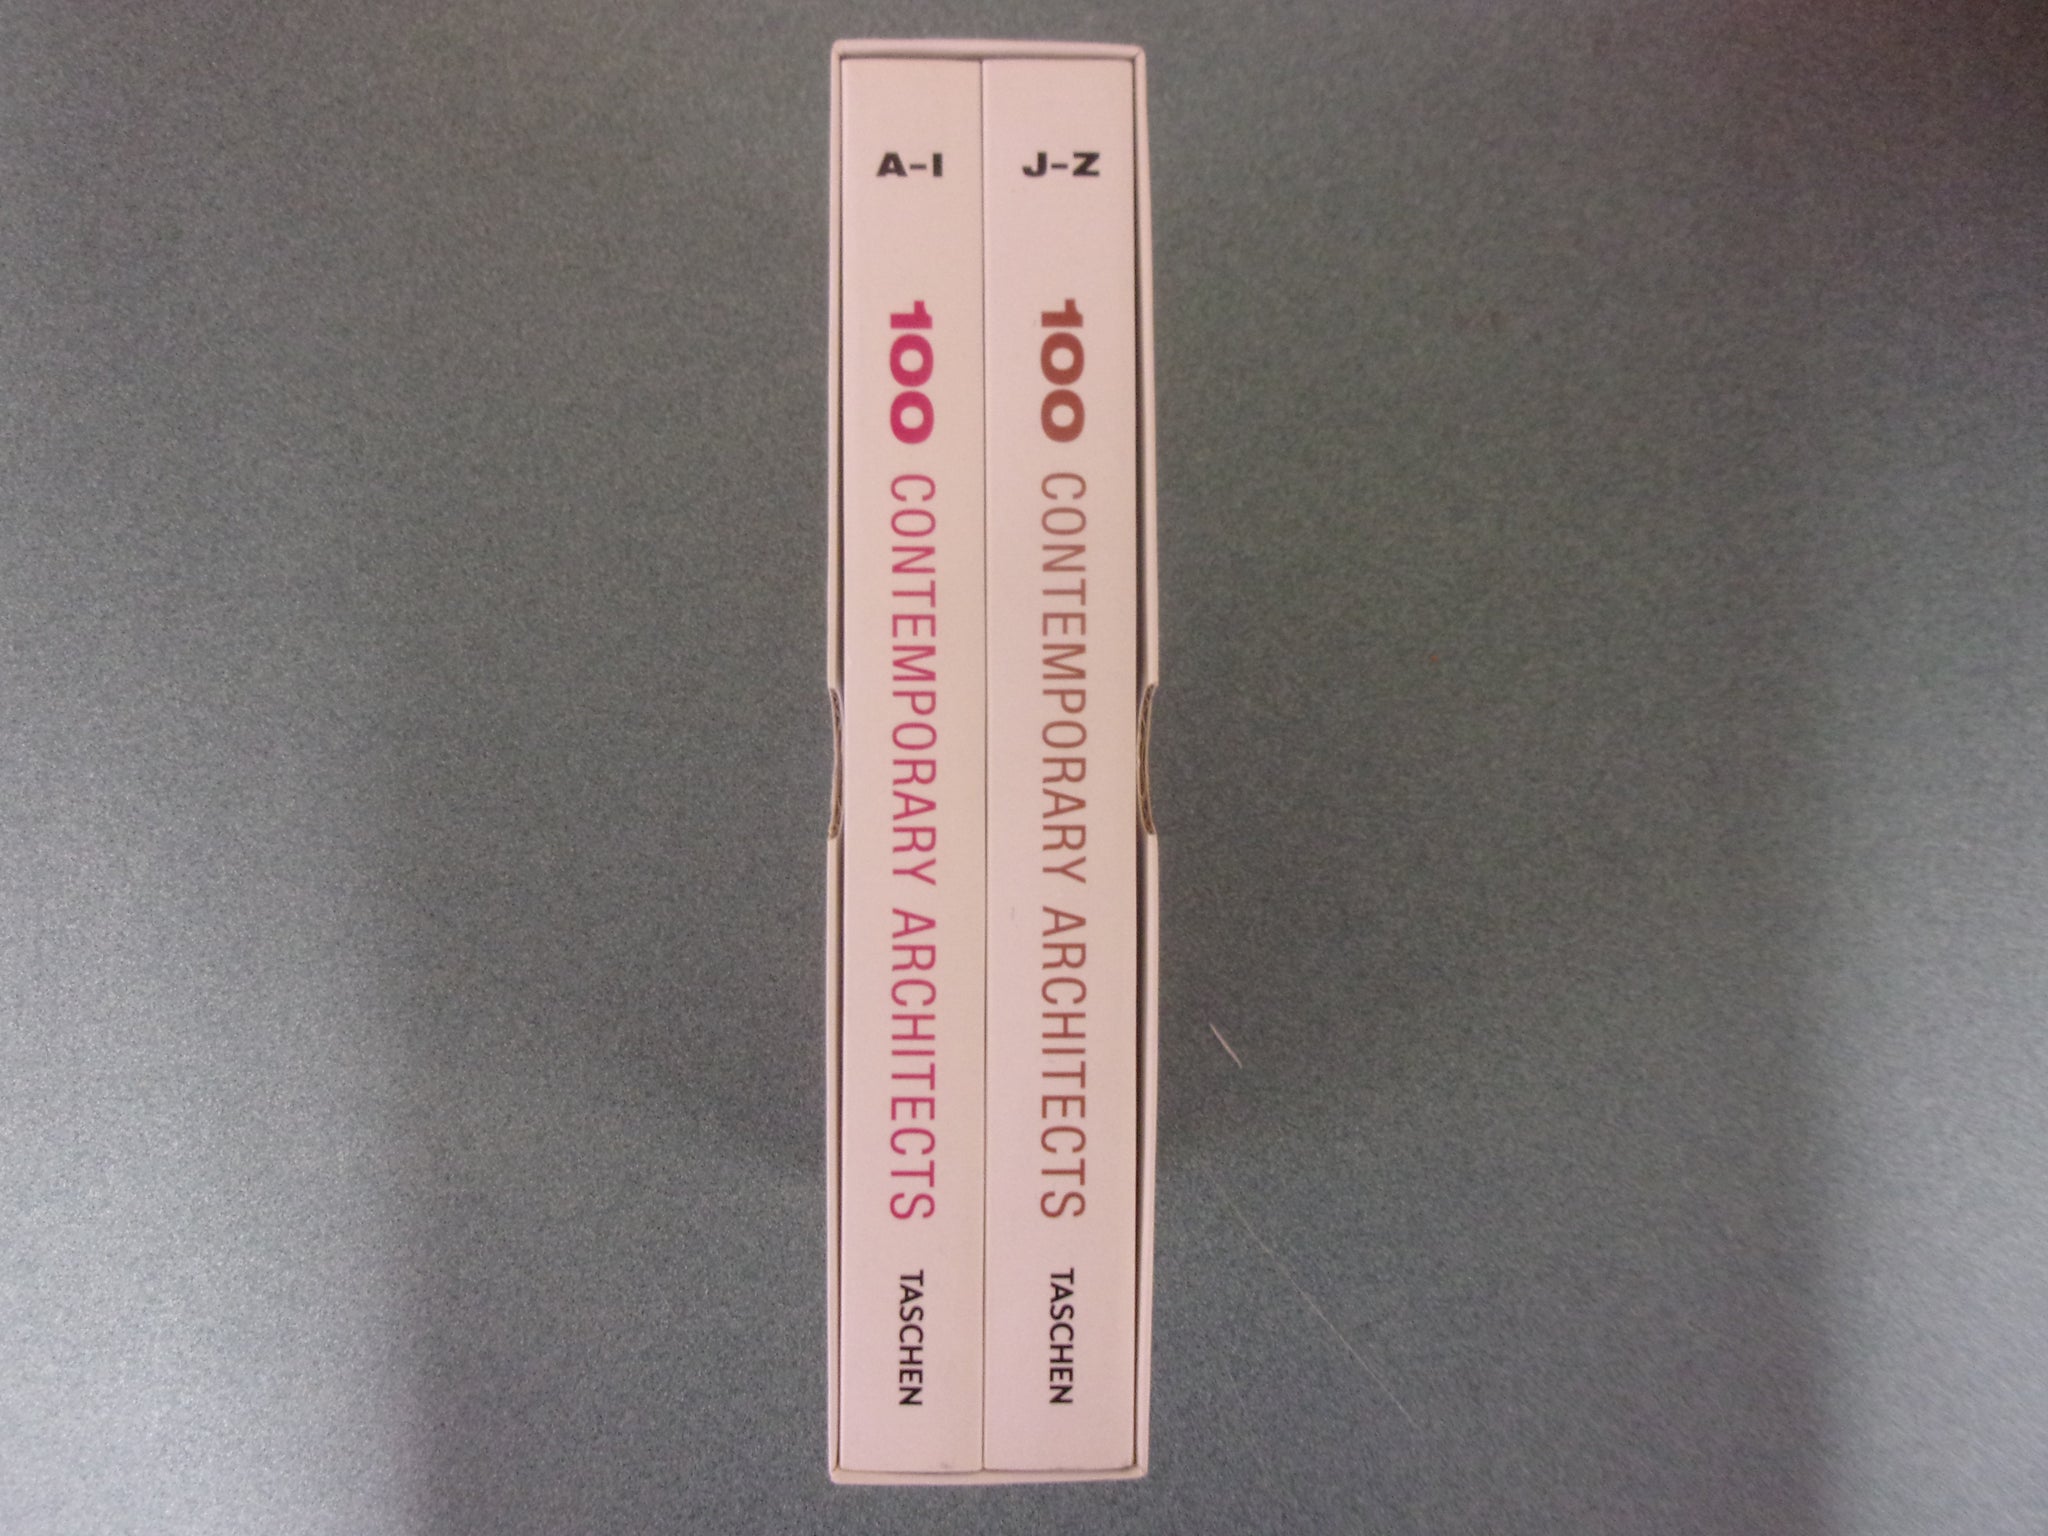 A-I
100 CONTEMPORARY ARCHITECTS
TASCHEN
J-Z
100 CONTEMPORARY ARCHITECTS
TASCHEN